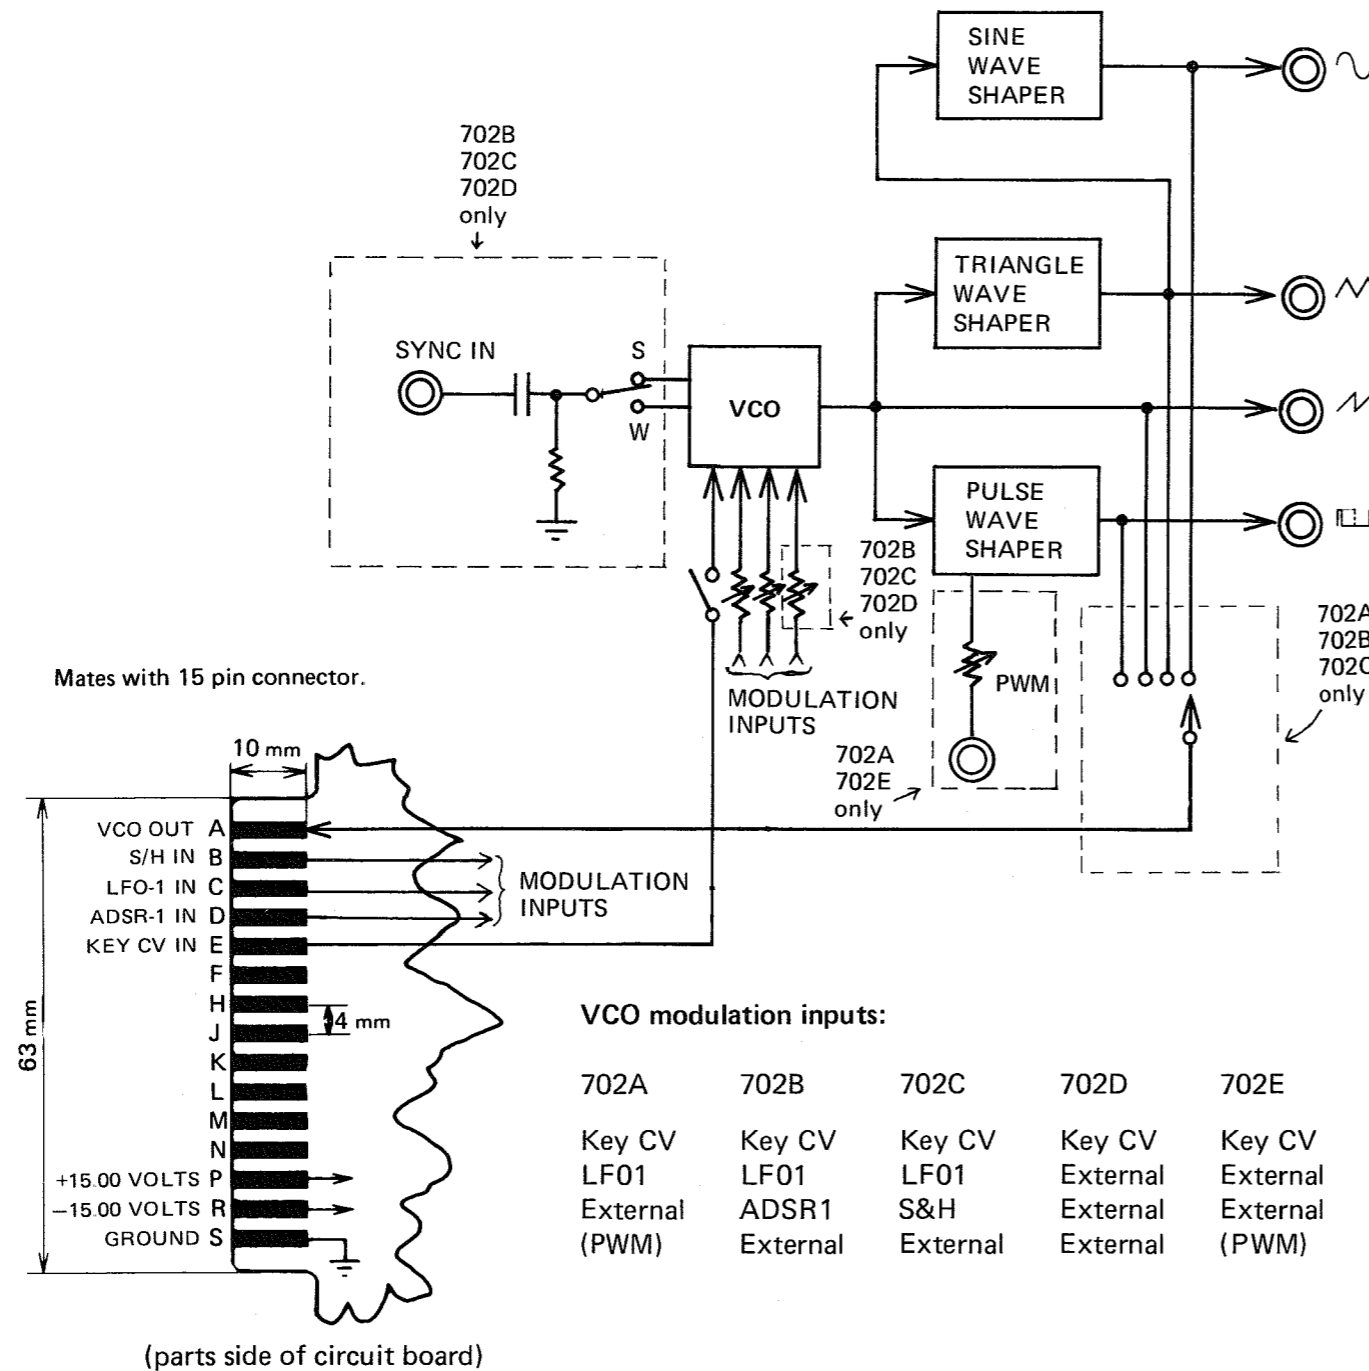 SINE
WAVE
SHAPER
702B
702C
702D
only
TRIANGLE
WAVE
SHAPER
SYNC IN
S
W
VCO
PULSE
WAVE
SHAPER
702B
702C
702D
only
PWM
702A
702B
702C
only
MODULATION
INPUTS
702A
702E
only
Mates with 15 pin connector.
10 mm
63 mm
VCO OUT A
S/H IN B
LFO-1 IN C
ADSR-1 IN D
KEY CV IN E
F
H
J
K
L
M
N
+15.00 VOLTS P
−15.00 VOLTS R
GROUND S
MODULATION
INPUTS
4 mm
VCO modulation inputs:
702A 702B 702C 702D 702E
Key CV Key CV Key CV Key CV Key CV
LF01 LF01 LF01 External External
External ADSR1 S&H External External
(PWM) External External External (PWM)
(parts side of circuit board)